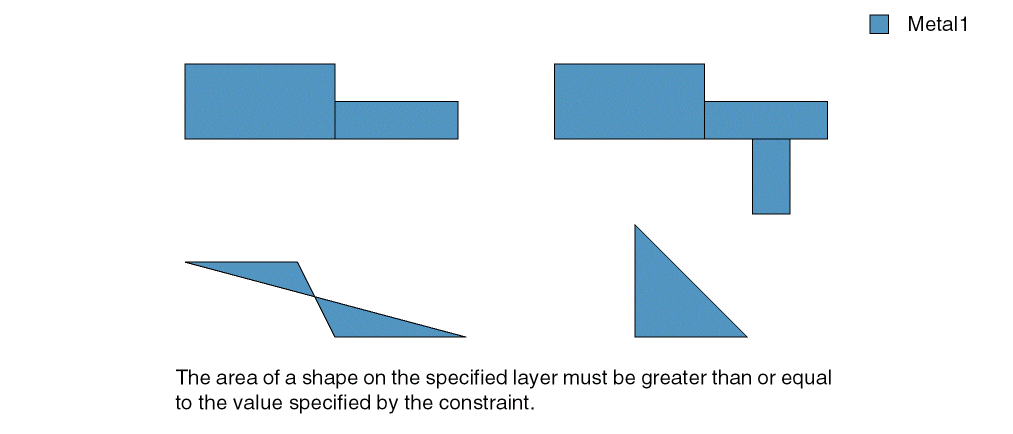 Metal1
The area of a shape on the specified layer must be greater than or equal
to the value specified by the constraint.